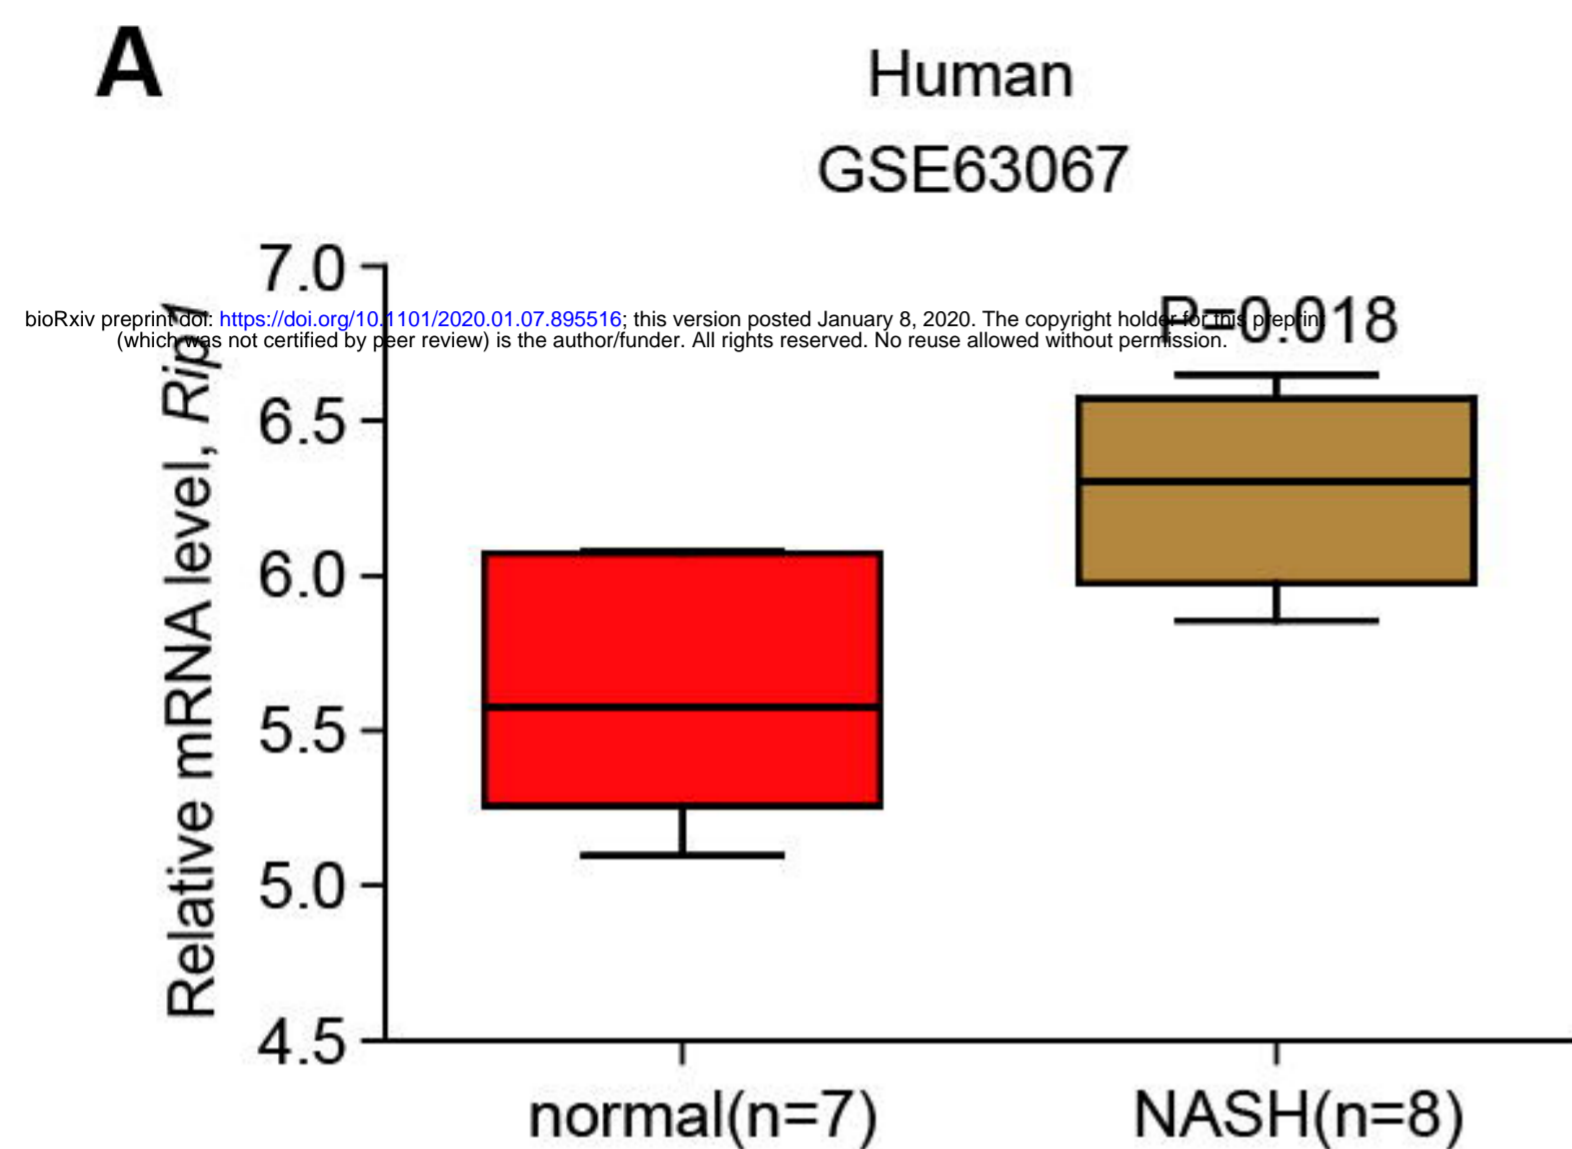 A
Human
GSE63067
7.0
bioRxiv preprint doi: https://doi.org/10.1101/2020.01.07.895516; this version posted January 8, 2020. The copyright holder for this preprint
(which was not certified by peer review) is the author/funder. All rights reserved. No reuse allowed without permission.
P=0.018
6.5
6.0
5.5
5.0
4.5
Relative mRNA level, Rip1
normal(n=7)
NASH(n=8)